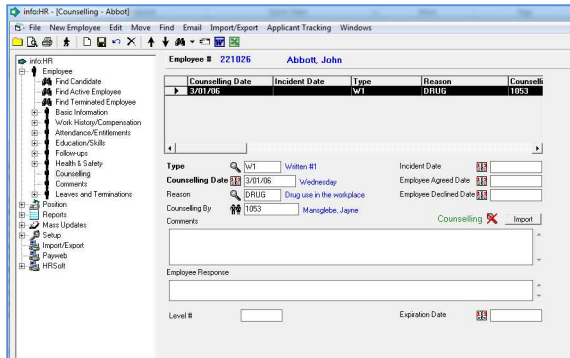 info:HR - [Counselling - Abbot]
File New Employee Edit Move Find Email Import/Export Applicant Tracking Windows
info:HR
Employee
Find Candidate
Find Active Employee
Find Terminated Employee
Basic Information
Work History/Compensation
Attendance/Entitlements
Education/Skills
Follow-ups
Health & Safety
Counselling
Comments
Leaves and Terminations
Position
Reports
Mass Updates
Setup
Import/Export
Payweb
HRSoft
Employee # 221026 Abbott, John
Counselling Date Incident Date Type Reason Counselli
3/01/06 W1 DRUG 1053
Type W1 Written #1 Incident Date
Counselling Date 3/01/06 Wednesday Employee Agreed Date
Reason DRUG Drug use in the workplace Employee Declined Date
Counselling By 1053 Mansglebe, Jayne
Comments Counselling Import
Employee Response
Level # Expiration Date